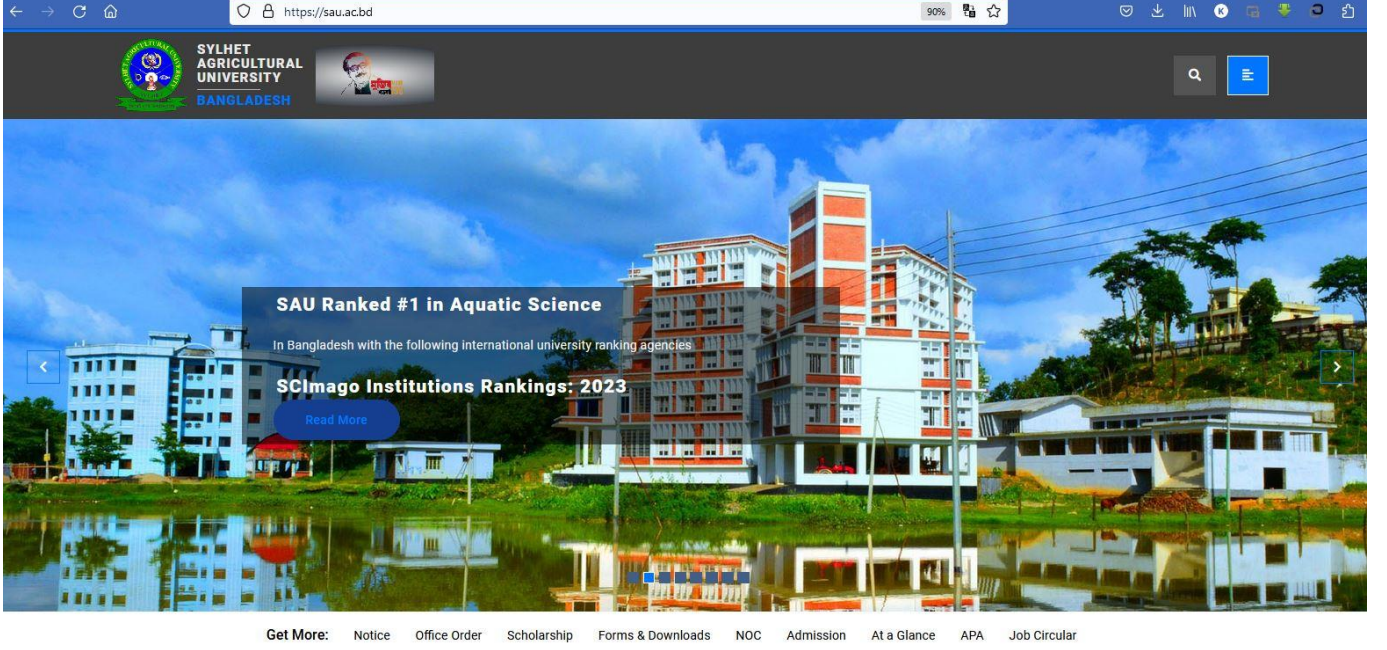 https://sau.ac.bd
90%
SYLHET
AGRICULTURAL
UNIVERSITY
BANGLADESH
SAU Ranked #1 in Aquatic Science
In Bangladesh with the following international university ranking agencies
SCImago Institutions Rankings: 2023
Read More
Get More: Notice Office Order Scholarship Forms & Downloads NOC Admission At a Glance APA Job Circular